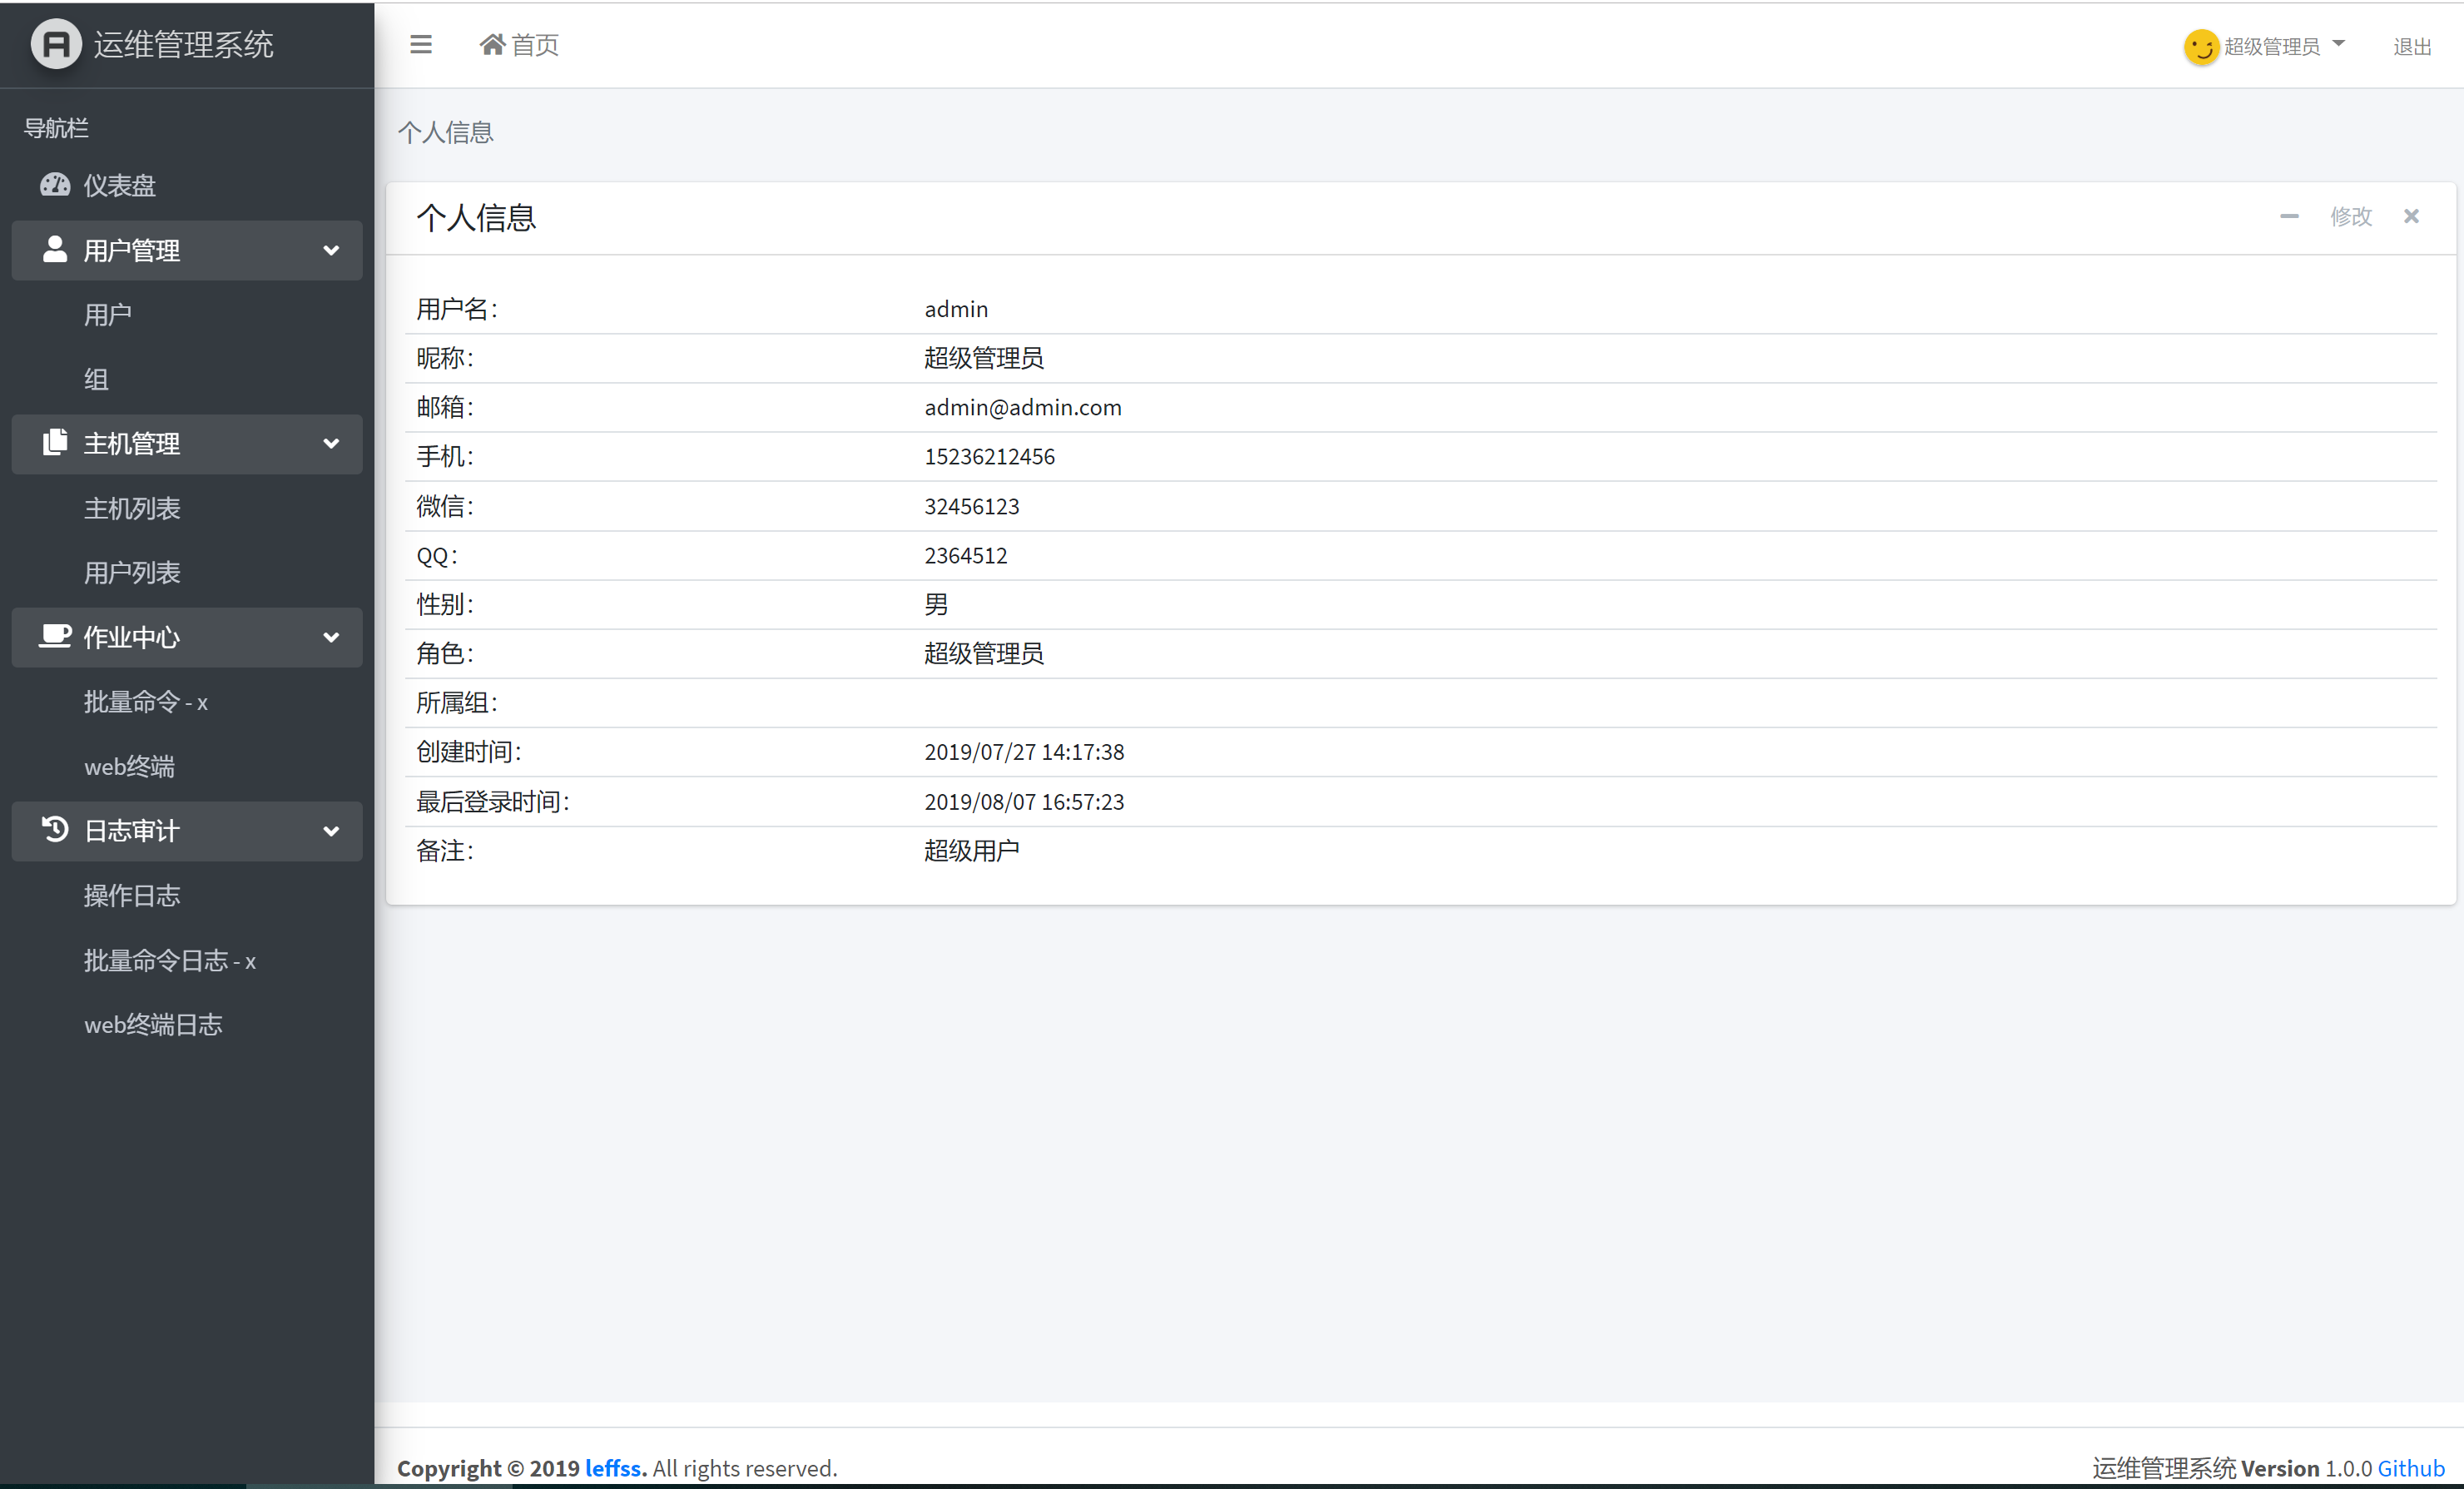 运维管理系统
首页
超级管理员
退出
导航栏
仪表盘
用户管理
用户
组
主机管理
主机列表
用户列表
作业中心
批量命令 - x
web终端
日志审计
操作日志
批量命令日志 - x
web终端日志
个人信息
个人信息
修改
用户名： admin
昵称： 超级管理员
邮箱： admin@admin.com
手机： 15236212456
微信： 32456123
QQ： 2364512
性别： 男
角色： 超级管理员
所属组：
创建时间： 2019/07/27 14:17:38
最后登录时间： 2019/08/07 16:57:23
备注： 超级用户
Copyright © 2019 leffss. All rights reserved.
运维管理系统 Version 1.0.0 Github